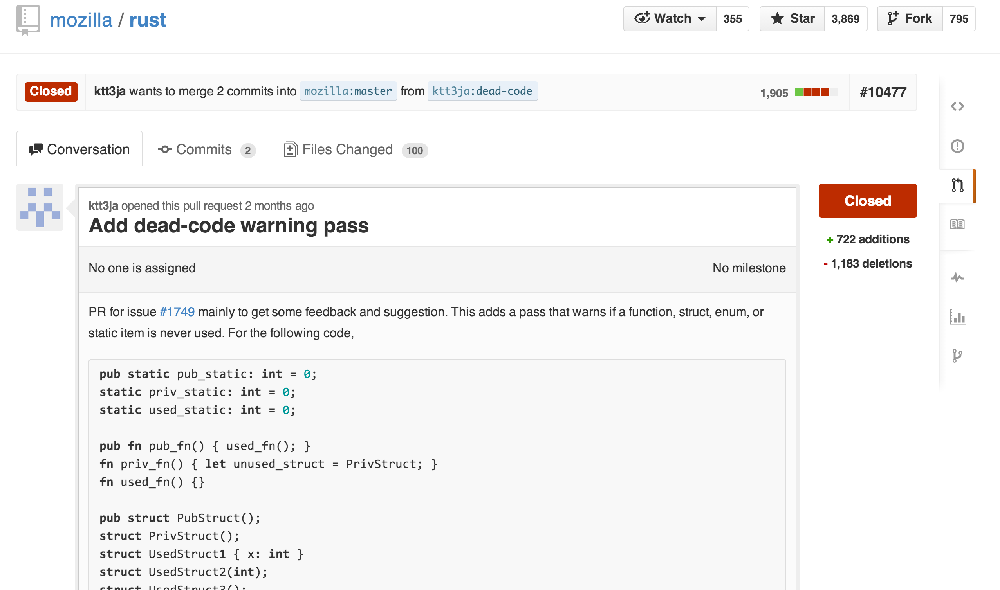 mozilla / rust
Watch 355 Star 3,869 Fork 795
Closed ktt3ja wants to merge 2 commits into mozilla:master from ktt3ja:dead-code 1,905 #10477
Conversation Commits 2 Files Changed 100
ktt3ja opened this pull request 2 months ago
Add dead-code warning pass
Closed
+ 722 additions
- 1,183 deletions
No one is assigned No milestone
PR for issue #1749 mainly to get some feedback and suggestion. This adds a pass that warns if a function, struct, enum, or
static item is never used. For the following code,
pub static pub_static: int = 0;
static priv_static: int = 0;
static used_static: int = 0;
pub fn pub_fn() { used_fn(); }
fn priv_fn() { let unused_struct = PrivStruct; }
fn used_fn() {}
pub struct PubStruct();
struct PrivStruct();
struct UsedStruct1 { x: int }
struct UsedStruct2(int);
struct UsedStruct3();